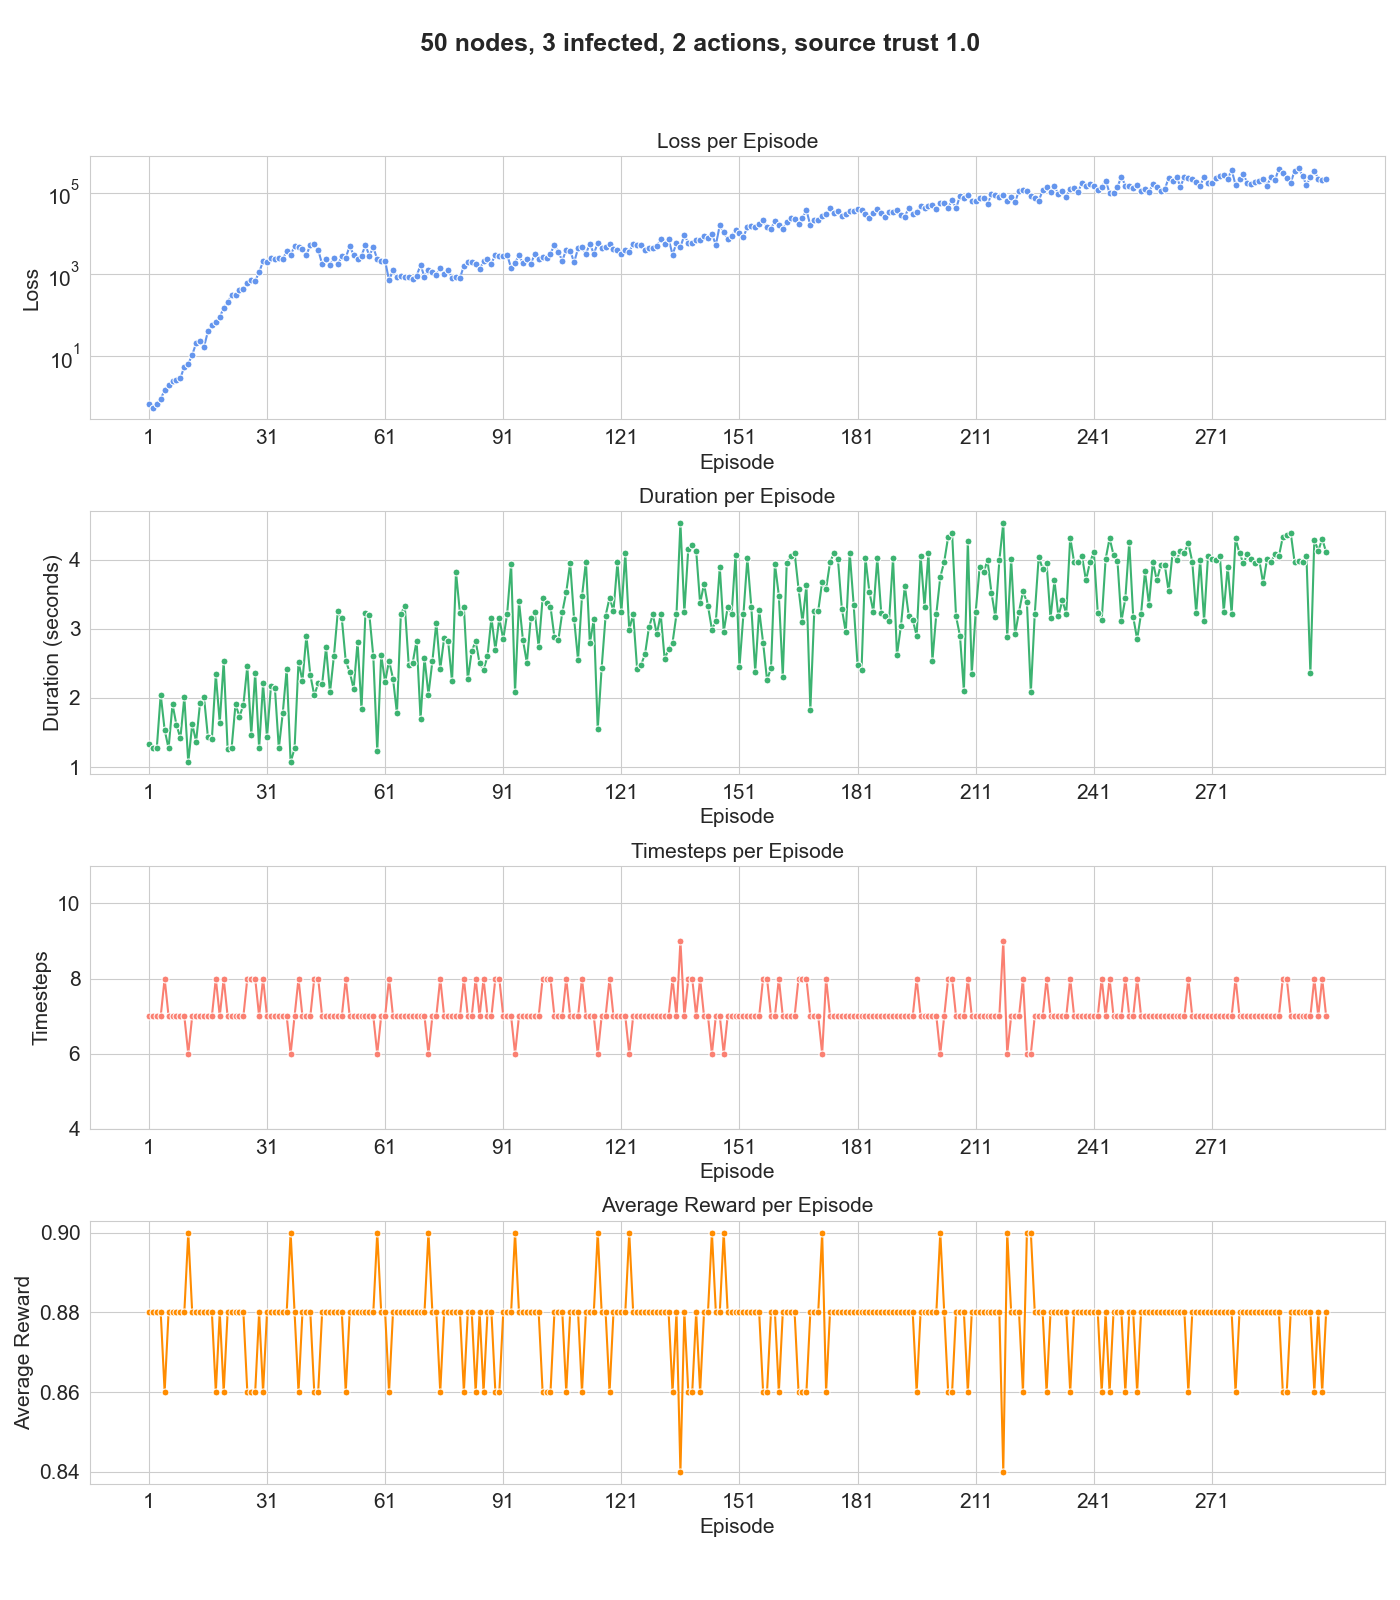 50 nodes, 3 infected, 2 actions, source trust 1.0
Loss per Episode
10^5
10^3
10^1
Loss
1 31 61 91 121 151 181 211 241 271
Episode
Duration per Episode
4
3
2
1
Duration (seconds)
1 31 61 91 121 151 181 211 241 271
Episode
Timesteps per Episode
10
8
6
4
Timesteps
1 31 61 91 121 151 181 211 241 271
Episode
Average Reward per Episode
0.90
0.88
0.86
0.84
Average Reward
1 31 61 91 121 151 181 211 241 271
Episode